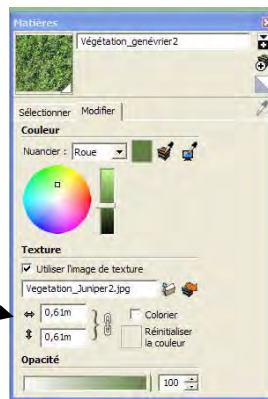 Matières
Végétation_genévrier2
Sélectionner Modifier
Couleur
Nuancier : Roue
Texture
Utiliser l'image de texture
Vegetation_Juniper2.jpg
0,61m
Colorier
0,61m
Réinitialiser
la couleur
Opacité
100